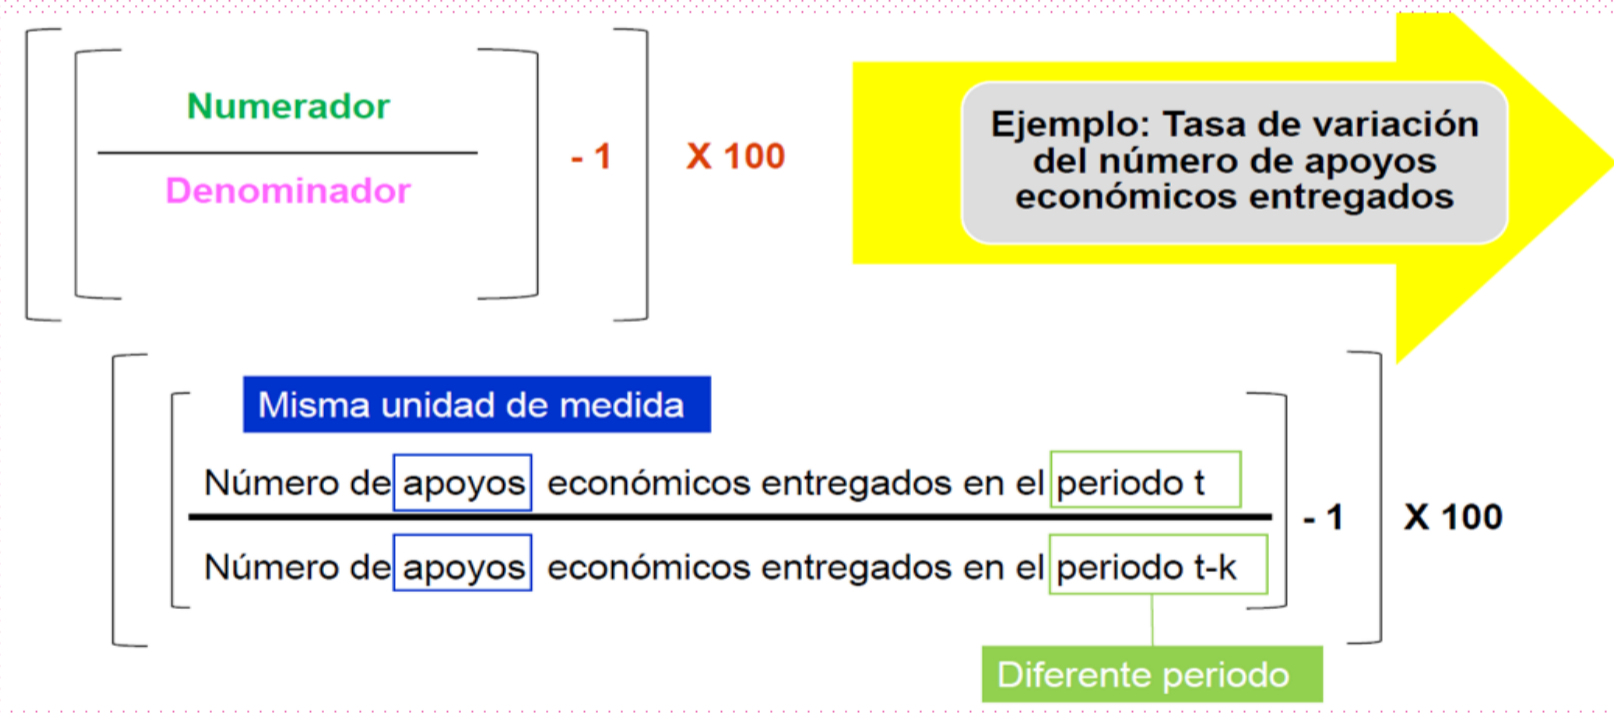 Numerador
Denominador
- 1
X 100
Ejemplo: Tasa de variación
del número de apoyos
económicos entregados
Misma unidad de medida
Número de apoyos económicos entregados en el periodo t
Número de apoyos económicos entregados en el periodo t-k
- 1
X 100
Diferente periodo